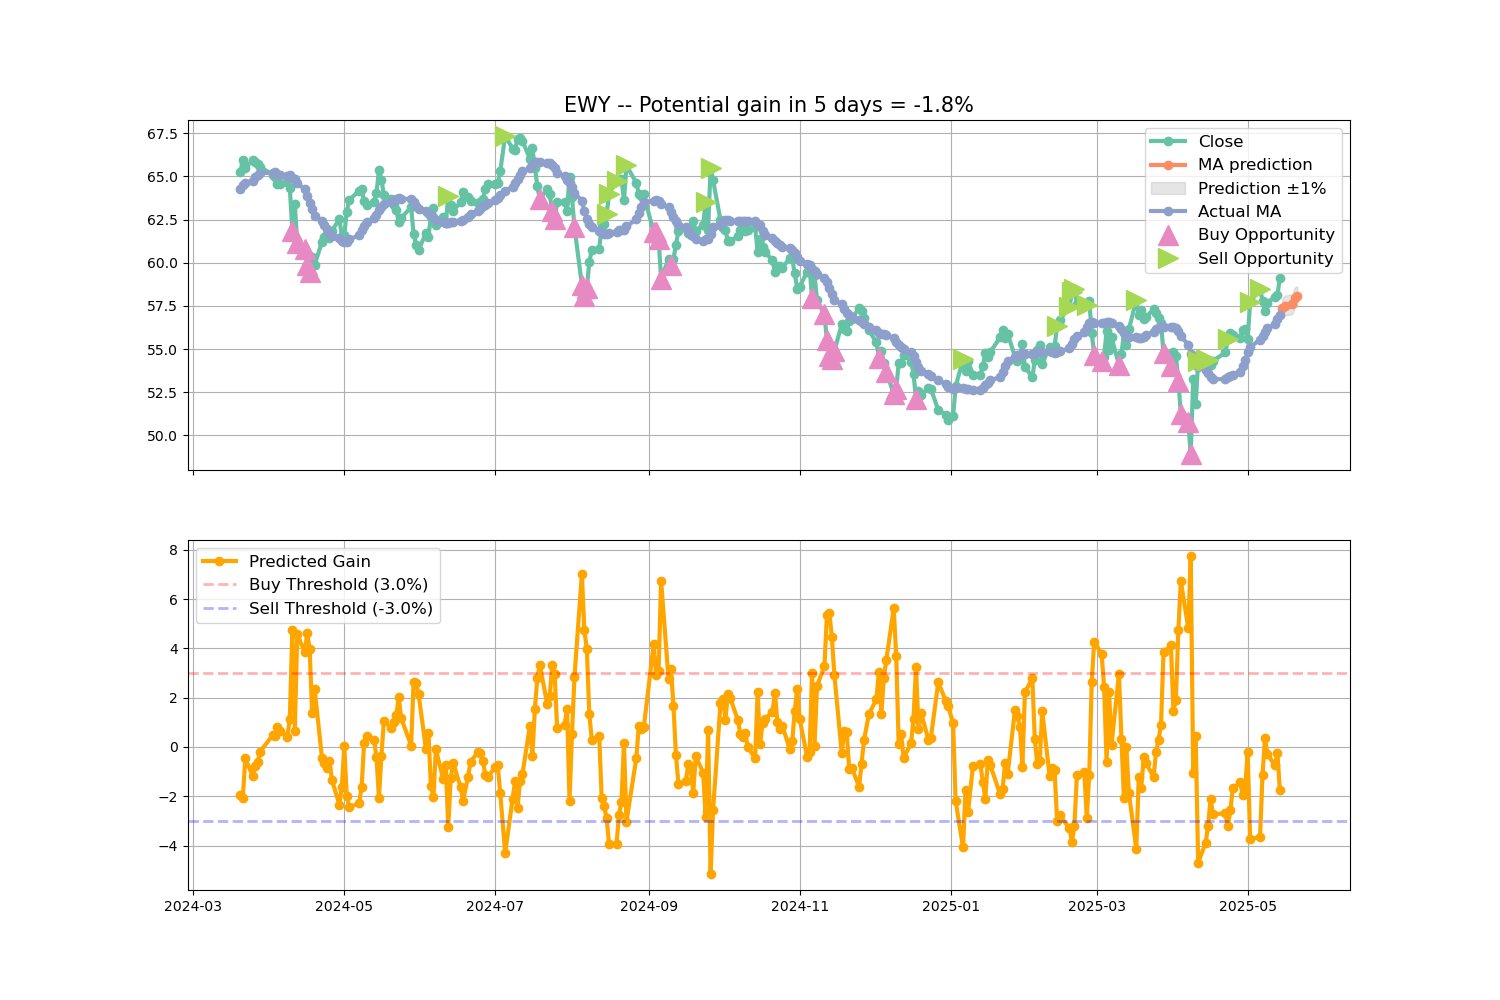 EWY -- Potential gain in 5 days = -1.8%
67.5
65.0
62.5
60.0
57.5
55.0
52.5
50.0
Close
MA prediction
Prediction ±1%
Actual MA
Buy Opportunity
Sell Opportunity
8
6
4
2
0
−2
−4
Predicted Gain
Buy Threshold (3.0%)
Sell Threshold (-3.0%)
2024-03 2024-05 2024-07 2024-09 2024-11 2025-01 2025-03 2025-05